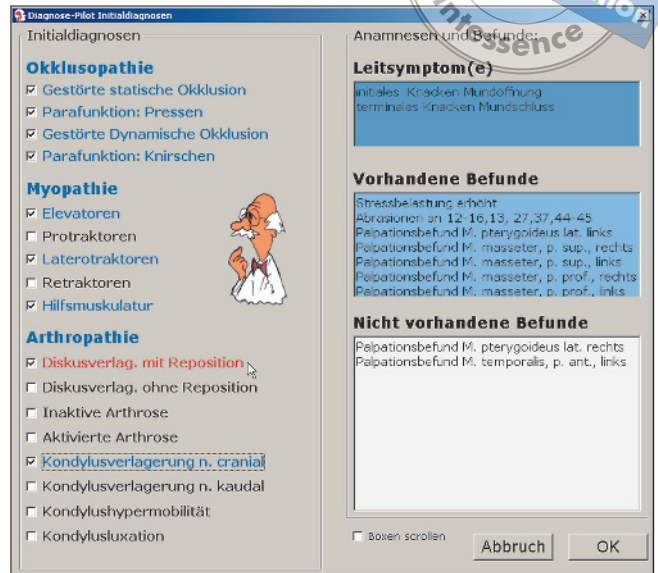 Diagnose-Pilot Initialdiagnosen
Initialdiagnosen
Okklusopathie
Gestörte statische Okklusion
Parafunktion: Pressen
Gestörte Dynamische Okklusion
Parafunktion: Knirschen
Myopathie
Elevatoren
Protraktoren
Laterotraktoren
Retraktoren
Hilfsmuskulatur
Arthropathie
Diskusverlag. mit Reposition
Diskusverlag. ohne Reposition
Inaktive Arthrose
Aktivierte Arthrose
Kondylusverlagerung n. cranial
Kondylusverlagerung n. kaudal
Kondylushypermobilität
Kondylusluxation
Anamnesen und Befunde:
Leitsymptom(e)
initiales Knacken Mundöffnung
terminales Knacken Mundschluss
Vorhandene Befunde
Stressbelastung erhöht
Abrasionen an 12-16,13, 27,37,44-45
Palpationsbefund M. pterygoideus lat. links
Palpationsbefund M. masseter, p. sup., rechts
Palpationsbefund M. masseter, p. sup., links
Palpationsbefund M. masseter, p. prof., rechts
Palpationsbefund M. masseter, p. prof., links
Nicht vorhandene Befunde
Palpationsbefund M. pterygoideus lat. rechts
Palpationsbefund M. temporalis, p. ant., links
Boxen scrollen
Abbruch
OK